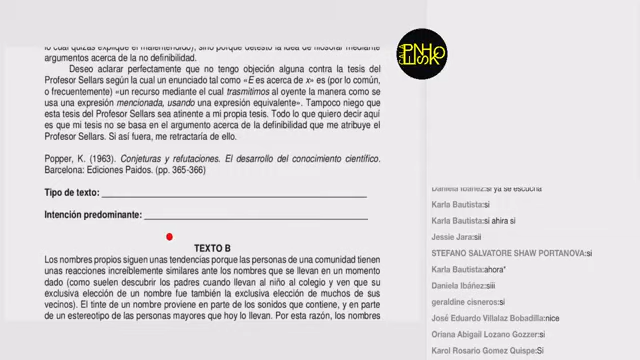 lo cual quizás explique el malentendido), sino porque detesto la idea de filosofar mediante
argumentos acerca de la no definibilidad.
Deseo aclarar perfectamente que no tengo objeción alguna contra la tesis del
Profesor Sellars según la cual un enunciado tal como «E es acerca de x» es (por lo común,
o frecuentemente) «un recurso mediante el cual trasmitimos al oyente la manera como se
usa una expresión mencionada, usando una expresión equivalente». Tampoco niego que
esta tesis del Profesor Sellars sea atinente a mi propia tesis. Todo lo que quiero decir aquí
es que mi tesis no se basa en el argumento acerca de la definibilidad que me atribuye el
Profesor Sellars. Si así fuera, me retractaría de ello.
Popper, K. (1963). Conjeturas y refutaciones. El desarrollo del conocimiento científico.
Barcelona: Ediciones Paidos. (pp. 365-366)
Tipo de texto:
Intención predominante:
TEXTO B
Los nombres propios siguen unas tendencias porque las personas de una comunidad tienen
unas reacciones increíblemente similares ante los nombres que se llevan en un momento
dado (como suelen descubrir los padres cuando llevan al niño al colegio y ven que su
exclusiva elección de un nombre fue también la exclusiva elección de muchos de sus
vecinos). El tinte de un nombre proviene en parte de los sonidos que contiene, y en parte
de un estereotipo de las personas mayores que hoy lo llevan. Por esta razón, los nombres
Daniela Ibáñez:si ya se escucha
Karla Bautista:si
Karla Bautista:si ahira si
Jessie Jara:sii
STEFANO SALVATORE SHAW PORTANOVA:si
Karla Bautista:ahora*
Daniela Ibáñez:siii
geraldine cisneros:si
José Eduardo Villalaz Bobadilla:nice
Oriana Abigaíl Lozano Gozzer:si
Karol Rosario Gomez Quispe:Si